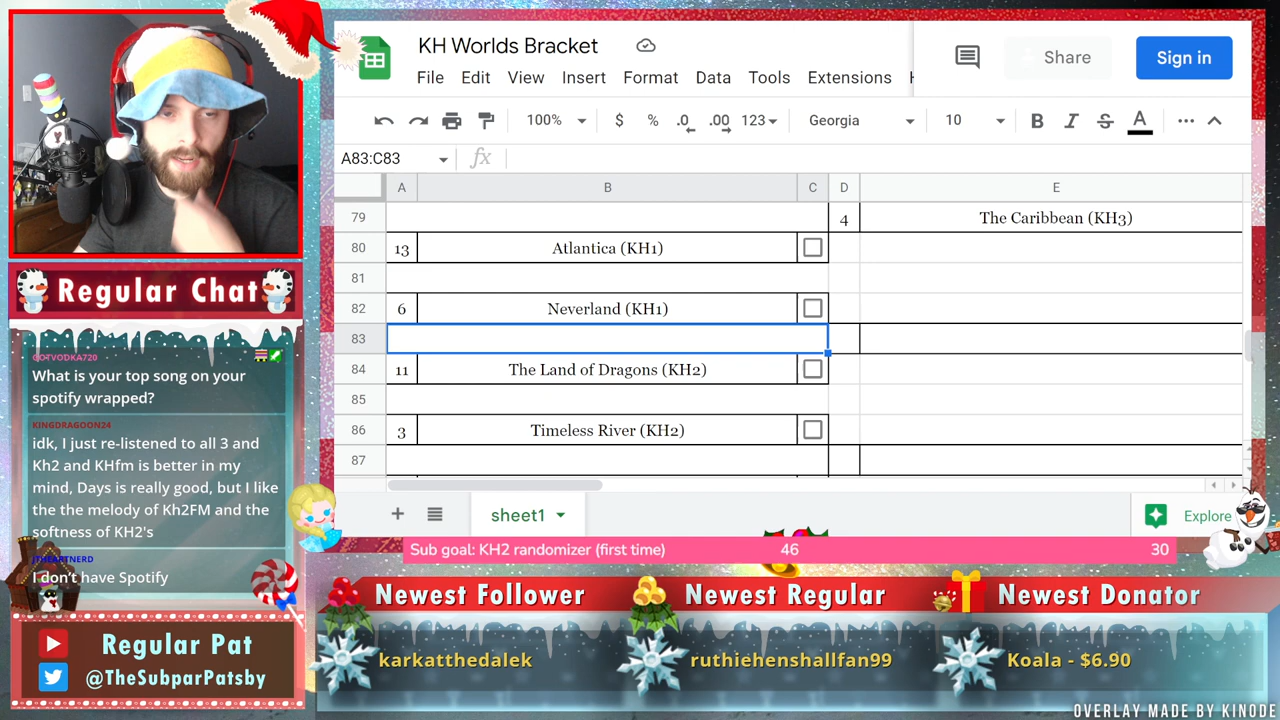 KH Worlds Bracket
File Edit View Insert Format Data Tools Extensions
Share
Sign in
100% $ % .0 .00 123 Georgia 10 B I S A
A83:C83 fx
A B C D E
79 4 The Caribbean (KH3)
80 13 Atlantica (KH1)
81
82 6 Neverland (KH1)
83
84 11 The Land of Dragons (KH2)
85
86 3 Timeless River (KH2)
87
+ sheet1 Explore
Regular Chat
GOTVODKA720
What is your top song on your
spotify wrapped?
KINGDRAGOON24
idk, I just re-listened to all 3 and
Kh2 and KHfm is better in my
mind, Days is really good, but I like
the the melody of Kh2FM and the
softness of KH2's
JTHEARTNERD
I don't have Spotify
Regular Pat
@TheSubparPatsby
Sub goal: KH2 randomizer (first time) 46 30
Newest Follower
karkatthedalek
Newest Regular
ruthiehenshallfan99
Newest Donator
Koala - $6.90
OVERLAY MADE BY KINODE